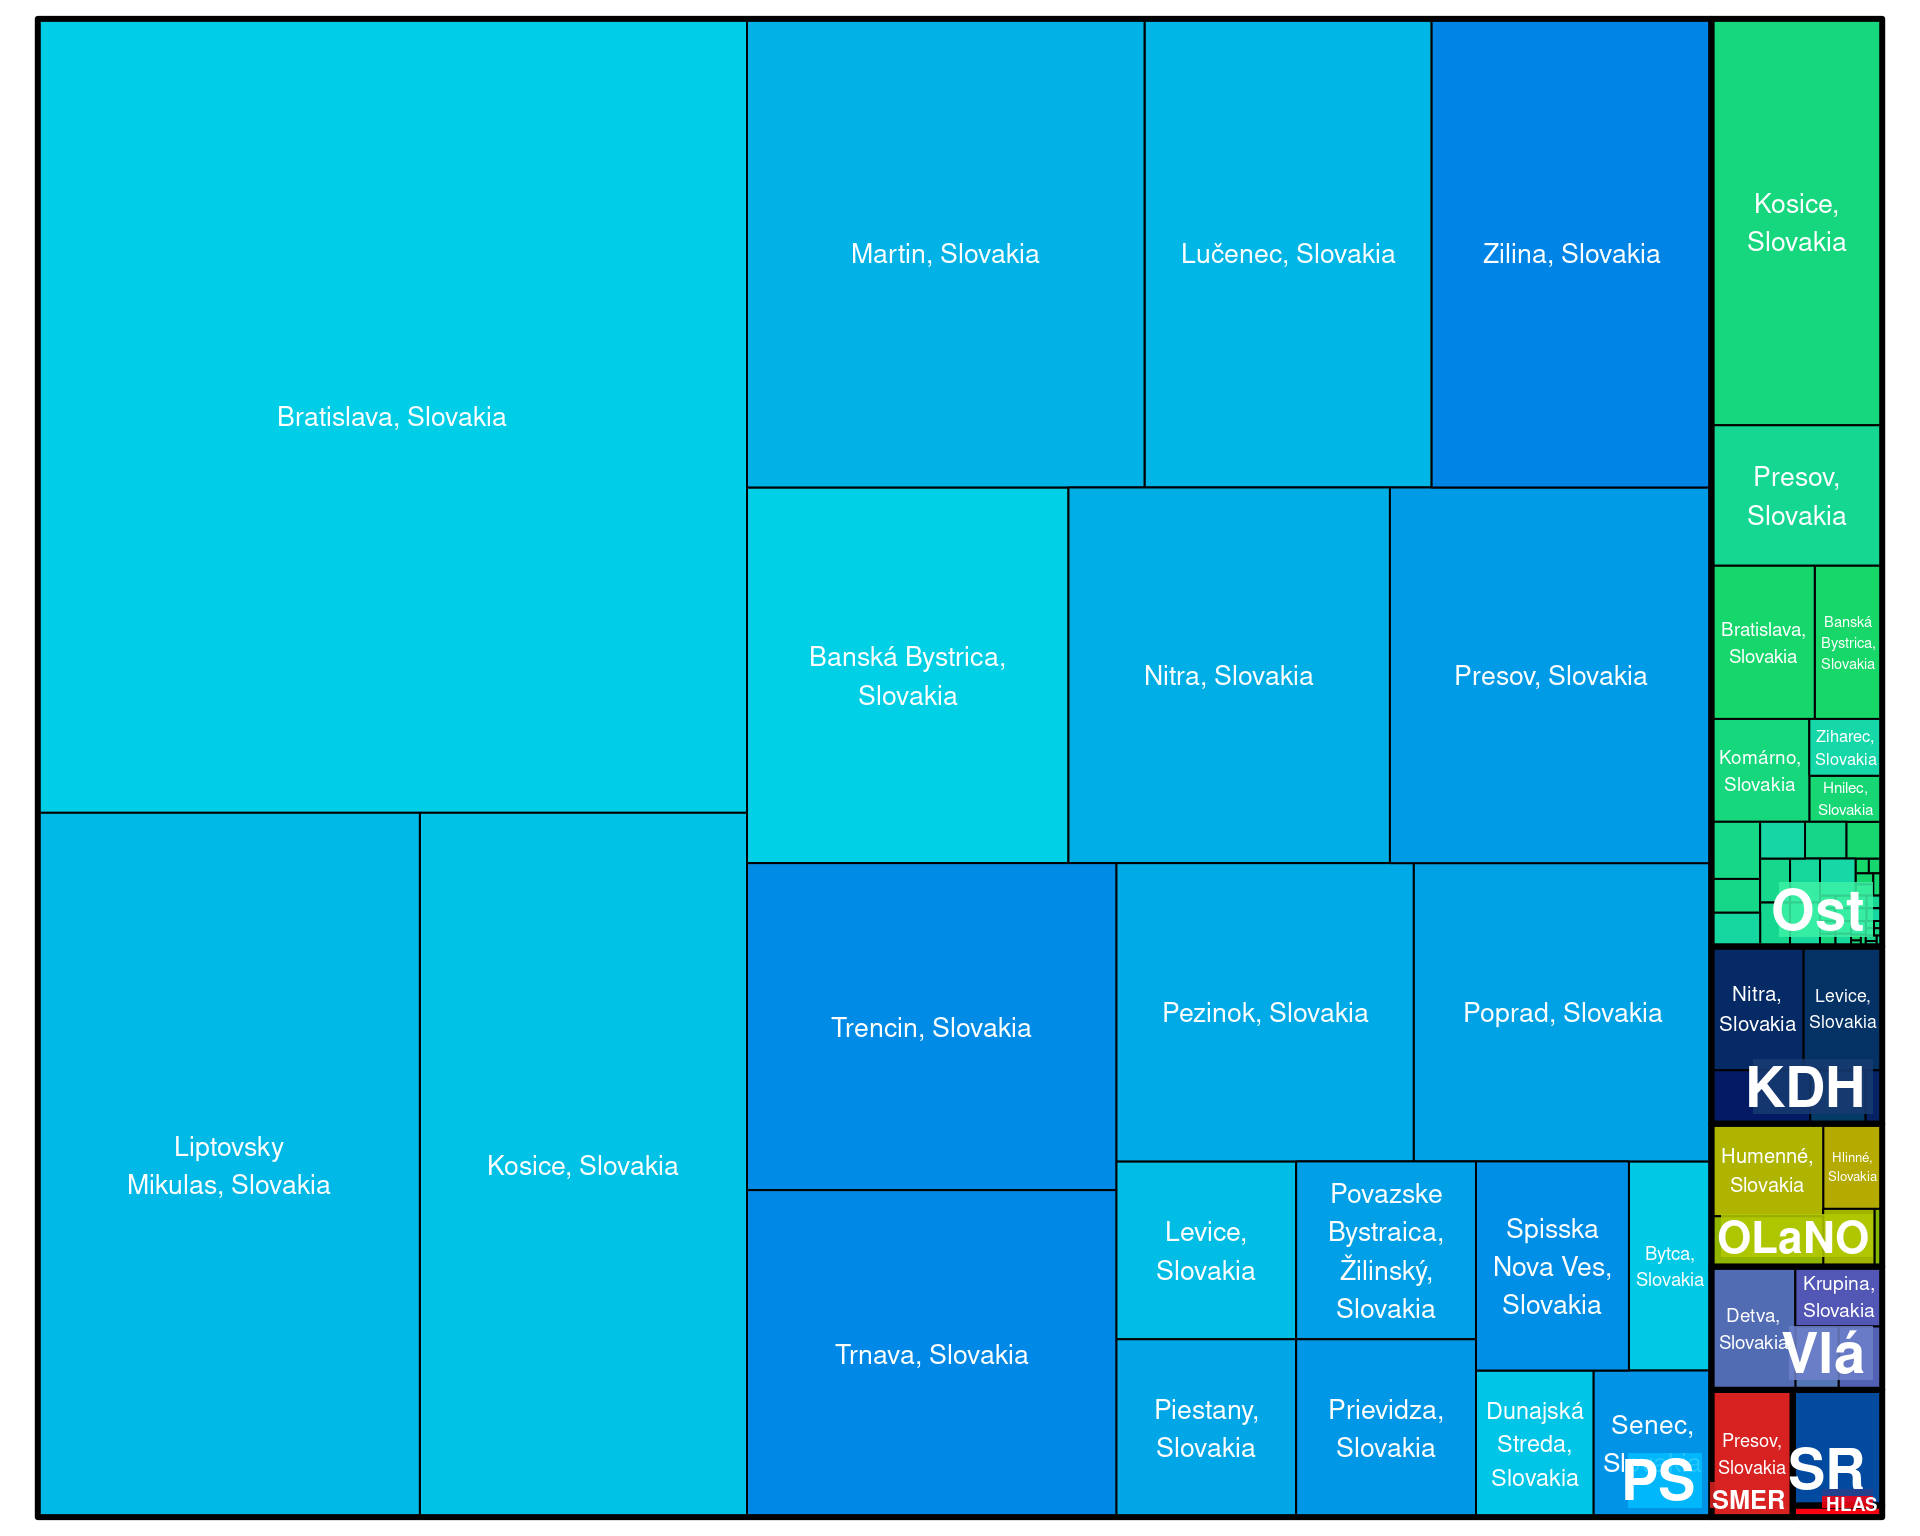 Bratislava, Slovakia
Martin, Slovakia
Lučenec, Slovakia
Zilina, Slovakia
Banská Bystrica,
Slovakia
Nitra, Slovakia
Presov, Slovakia
Liptovsky
Mikulas, Slovakia
Kosice, Slovakia
Trencin, Slovakia
Pezinok, Slovakia
Poprad, Slovakia
Trnava, Slovakia
Levice,
Slovakia
Povazske
Bystraica,
Žilinský,
Slovakia
Spisska
Nova Ves,
Slovakia
Bytca,
Slovakia
Piestany,
Slovakia
Prievidza,
Slovakia
Dunajská
Streda,
Slovakia
Senec,
Slovakia
PS
Kosice,
Slovakia
Presov,
Slovakia
Bratislava,
Slovakia
Banská
Bystrica,
Slovakia
Komárno,
Slovakia
Ziharec,
Slovakia
Hnilec,
Slovakia
Ost
Nitra,
Slovakia
Levice,
Slovakia
KDH
Humenné,
Slovakia
Hlinné,
Slovakia
OLaNO
Detva,
Slovakia
Krupina,
Slovakia
Vlá
Presov,
Slovakia
SMER
SR
HLAS